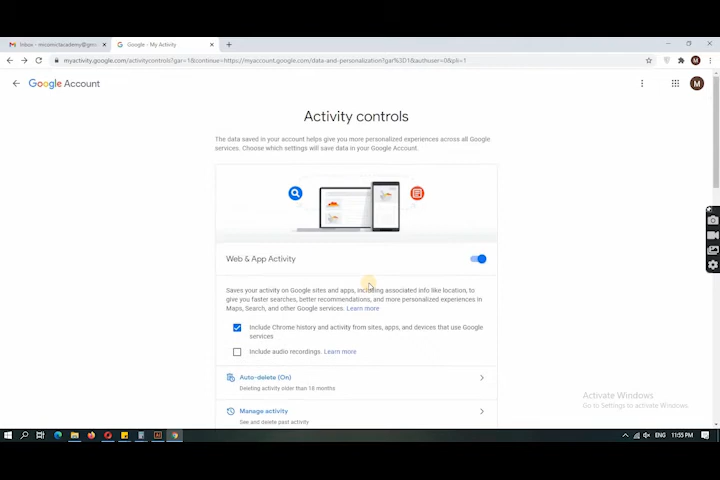 Inbox - mconvictacademy@gmai
Google - My Activity
myactivity.google.com/activitycontrols?gar=1&continue=https://myaccount.google.com/data-and-personalization?gar%3D1&authuser=0&pli=1
M
Google Account
M
Activity controls
The data saved in your account helps give you more personalized experiences across all Google
services. Choose which settings will save data in your Google Account.
Web & App Activity
Saves your activity on Google sites and apps, including associated info like location, to
give you faster searches, better recommendations, and more personalized experiences in
Maps, Search, and other Google services. Learn more
Include Chrome history and activity from sites, apps, and devices that use Google
services
Include audio recordings. Learn more
Auto-delete (On)
Deleting activity older than 18 months
Manage activity
See and delete past activity
Activate Windows
Go to Settings to activate Windows.
ENG
11:55 PM